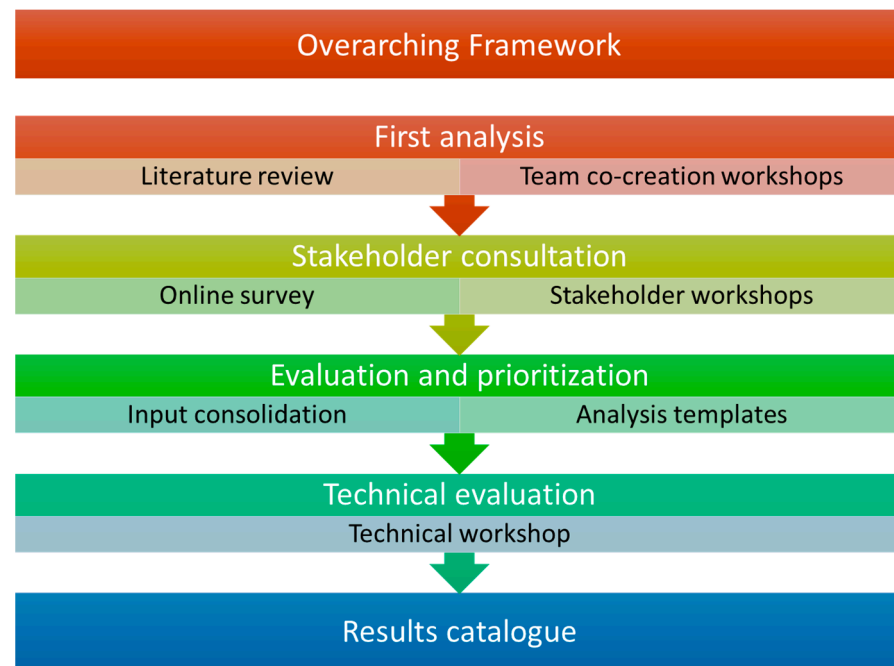 Overarching Framework
First analysis
Literature review
Team co-creation workshops
Stakeholder consultation
Online survey
Stakeholder workshops
Evaluation and prioritization
Input consolidation
Analysis templates
Technical evaluation
Technical workshop
Results catalogue